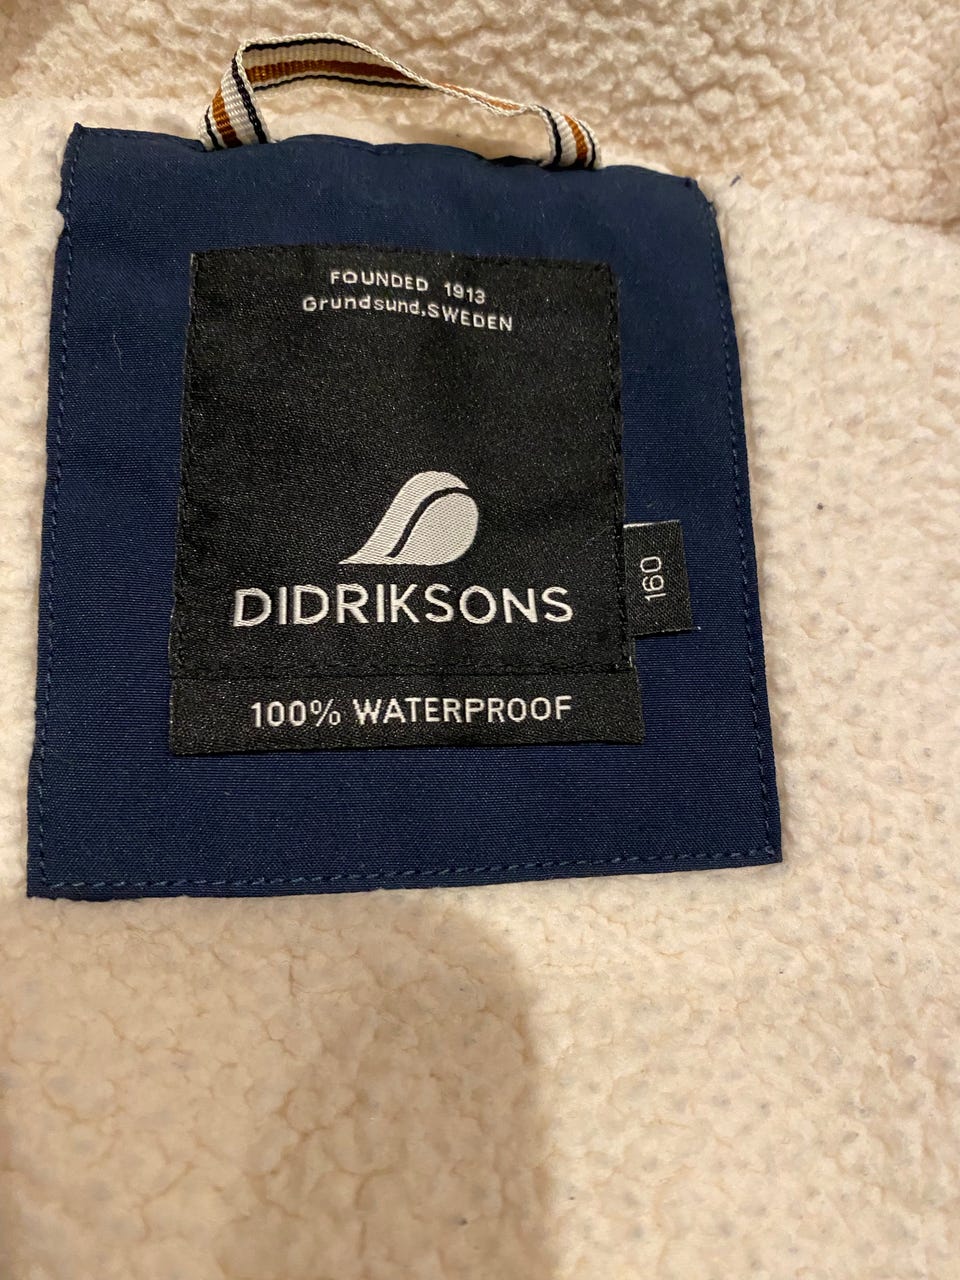 FOUNDED 1913
Grundsund,SWEDEN
DIDRIKSONS
160
100% WATERPROOF